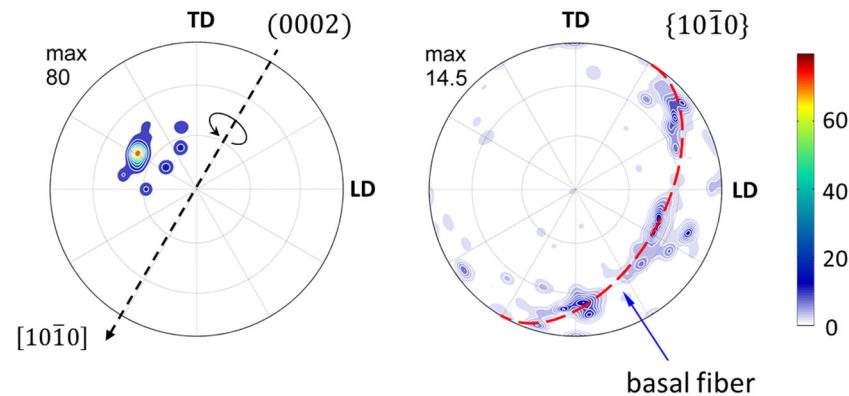 TD
(0002)
max
80
LD
[101̅0]
TD
{101̅0}
max
14.5
LD
basal fiber
60
40
20
0